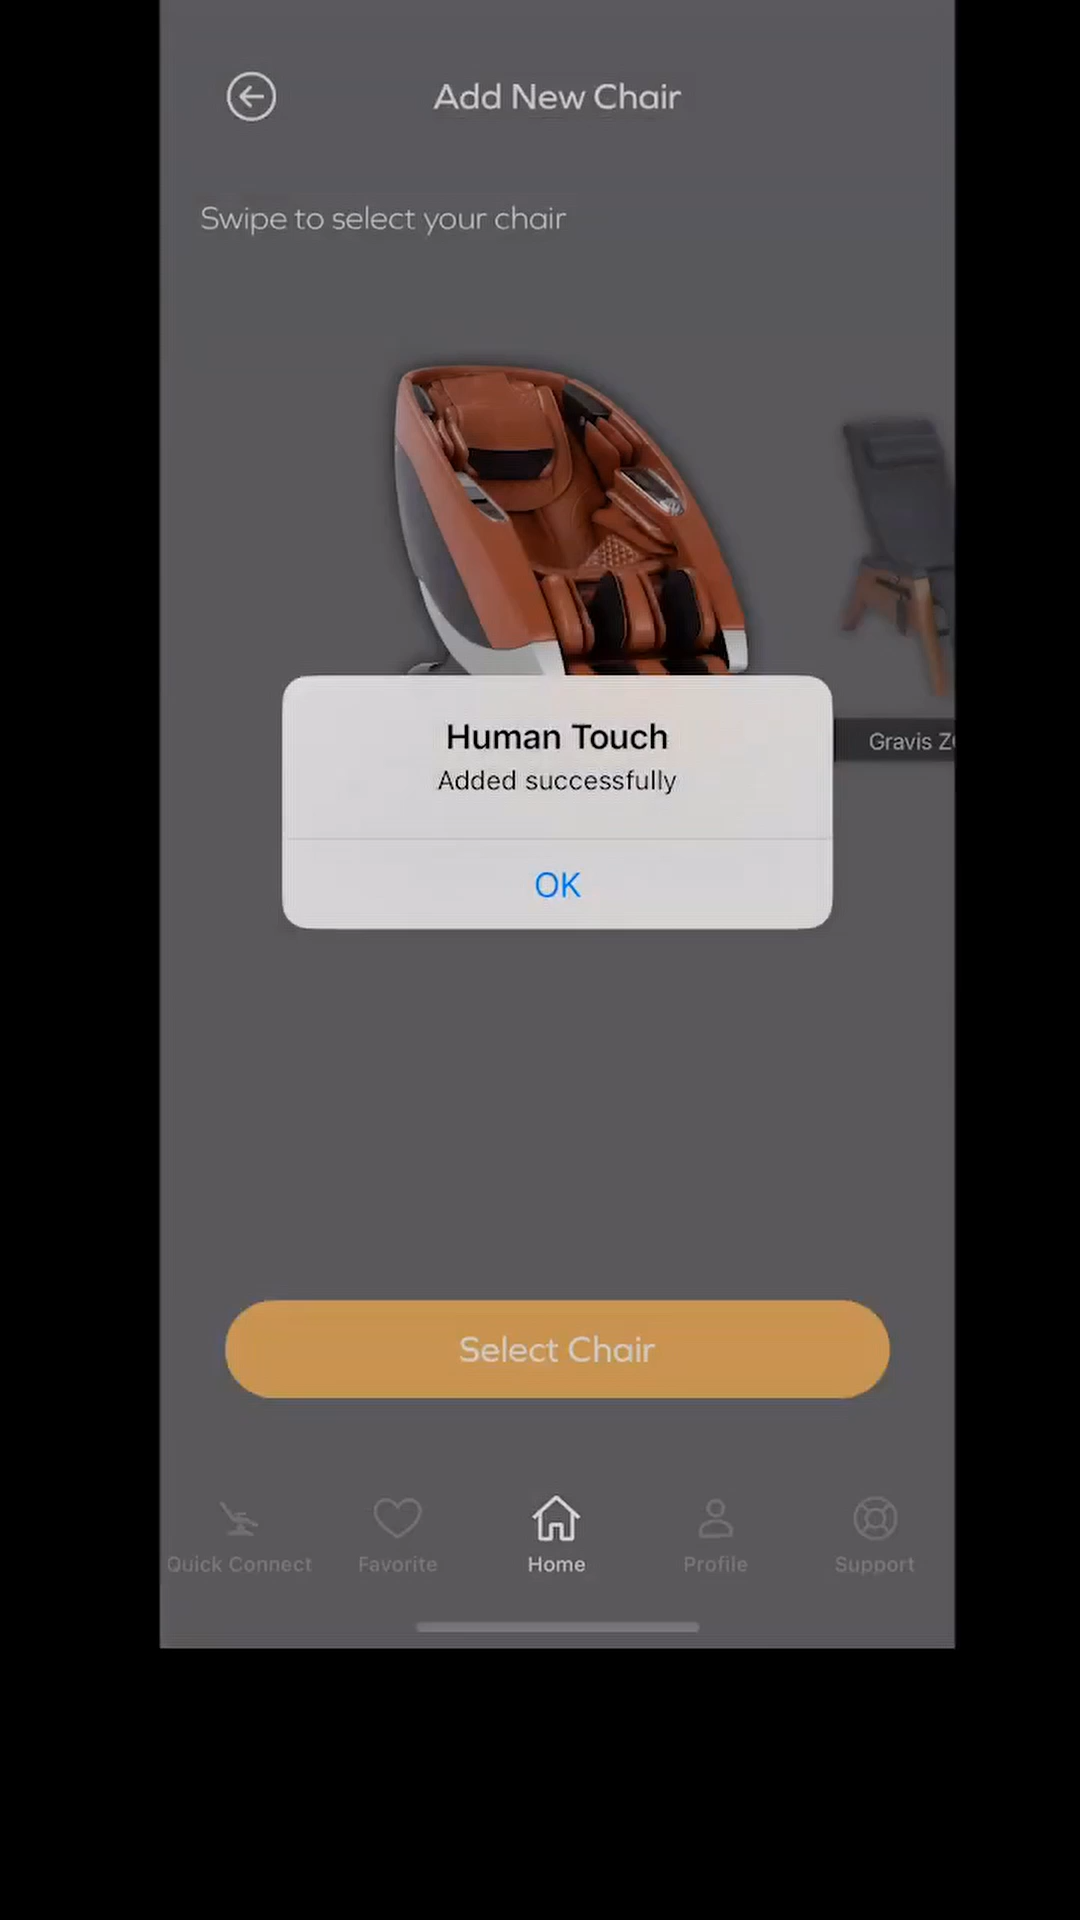 Add New Chair
Swipe to select your chair
Gravis
Human Touch
Added successfully
OK
Select Chair
Quick Connect
Favorite
Home
Profile
Support